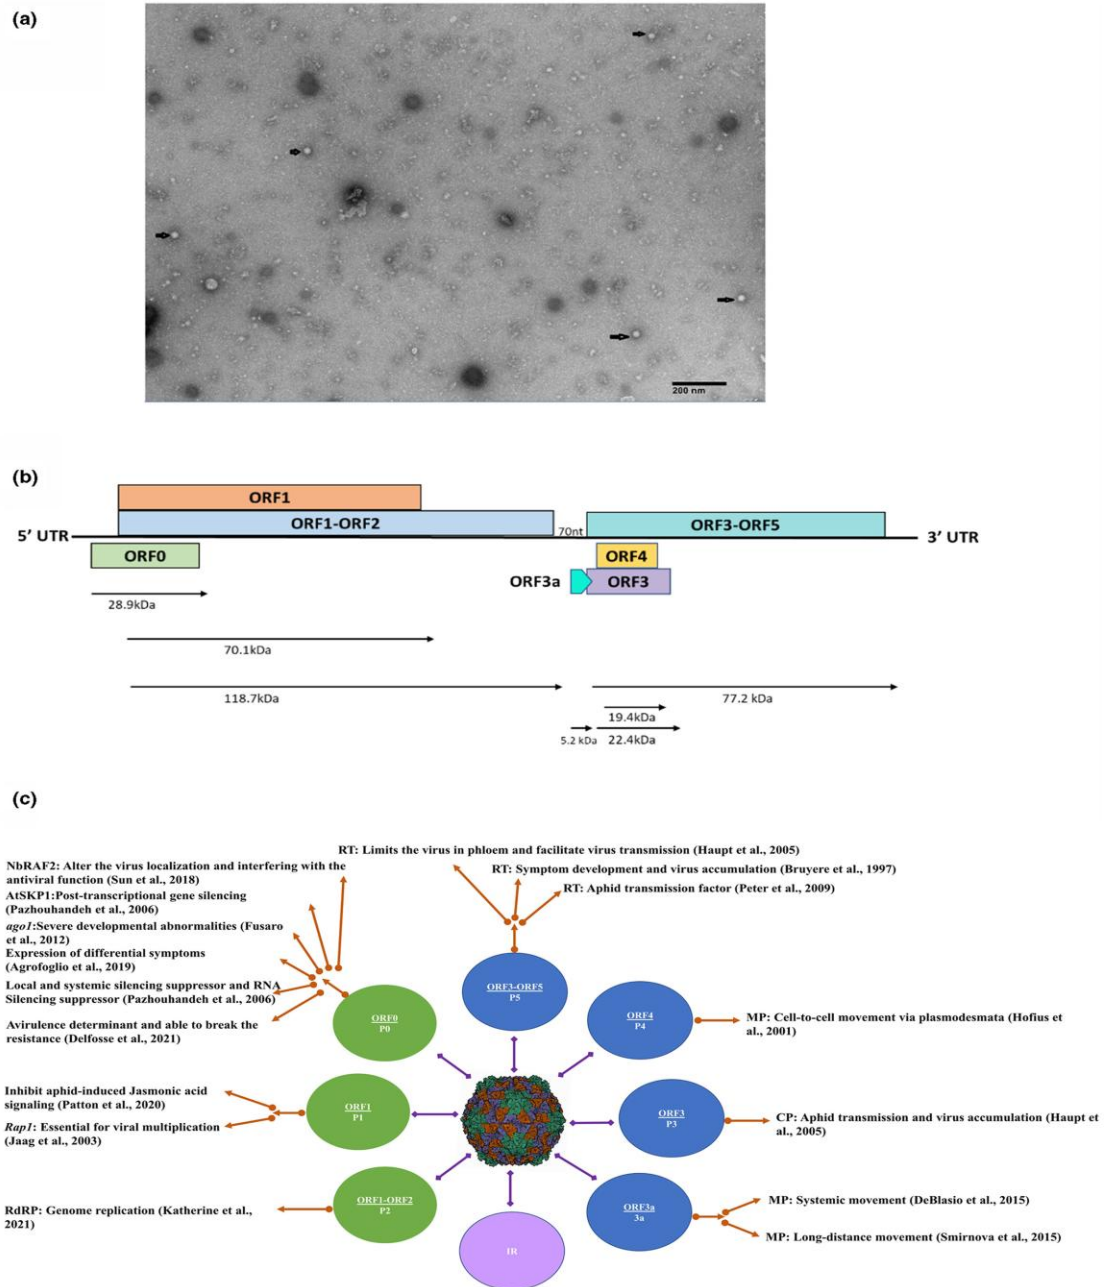 (a)
200 nm
(b)
ORF1
ORF1-ORF2
5' UTR
70nt
ORF3-ORF5
3' UTR
ORF0
ORF4
ORF3a
ORF3
28.9kDa
70.1kDa
118.7kDa
77.2 kDa
19.4kDa
5.2 kDa
22.4kDa
(c)
RT: Limits the virus in phloem and facilitate virus transmission (Haupt et al., 2005)
RT: Symptom development and virus accumulation (Bruyere et al., 1997)
RT: Aphid transmission factor (Peter et al., 2009)
NbRAF2: Alter the virus localization and interfering with the
antiviral function (Sun et al., 2018)
AtSKP1:Post-transcriptional gene silencing
(Pazhouhandeh et al., 2006)
ago1:Severe developmental abnormalities (Fusaro
et al., 2012)
Expression of differential symptoms
(Agrofoglio et al., 2019)
Local and systemic silencing suppressor and RNA
Silencing suppressor (Pazhouhandeh et al., 2006)
Avirulence determinant and able to break the
resistance (Delfosse et al., 2021)
ORF0
P0
ORF3-ORF5
P5
ORF4
P4
MP: Cell-to-cell movement via plasmodesmata (Hofius et
al., 2001)
Inhibit aphid-induced Jasmonic acid
signaling (Patton et al., 2020)
Rap1: Essential for viral multiplication
(Jaag et al., 2003)
ORF1
P1
ORF3
P3
CP: Aphid transmission and virus accumulation (Haupt et
al., 2005)
RdRP: Genome replication (Katherine et al.,
2021)
ORF1-ORF2
P2
IR
ORF3a
3a
MP: Systemic movement (DeBlasio et al., 2015)
MP: Long-distance movement (Smirnova et al., 2015)